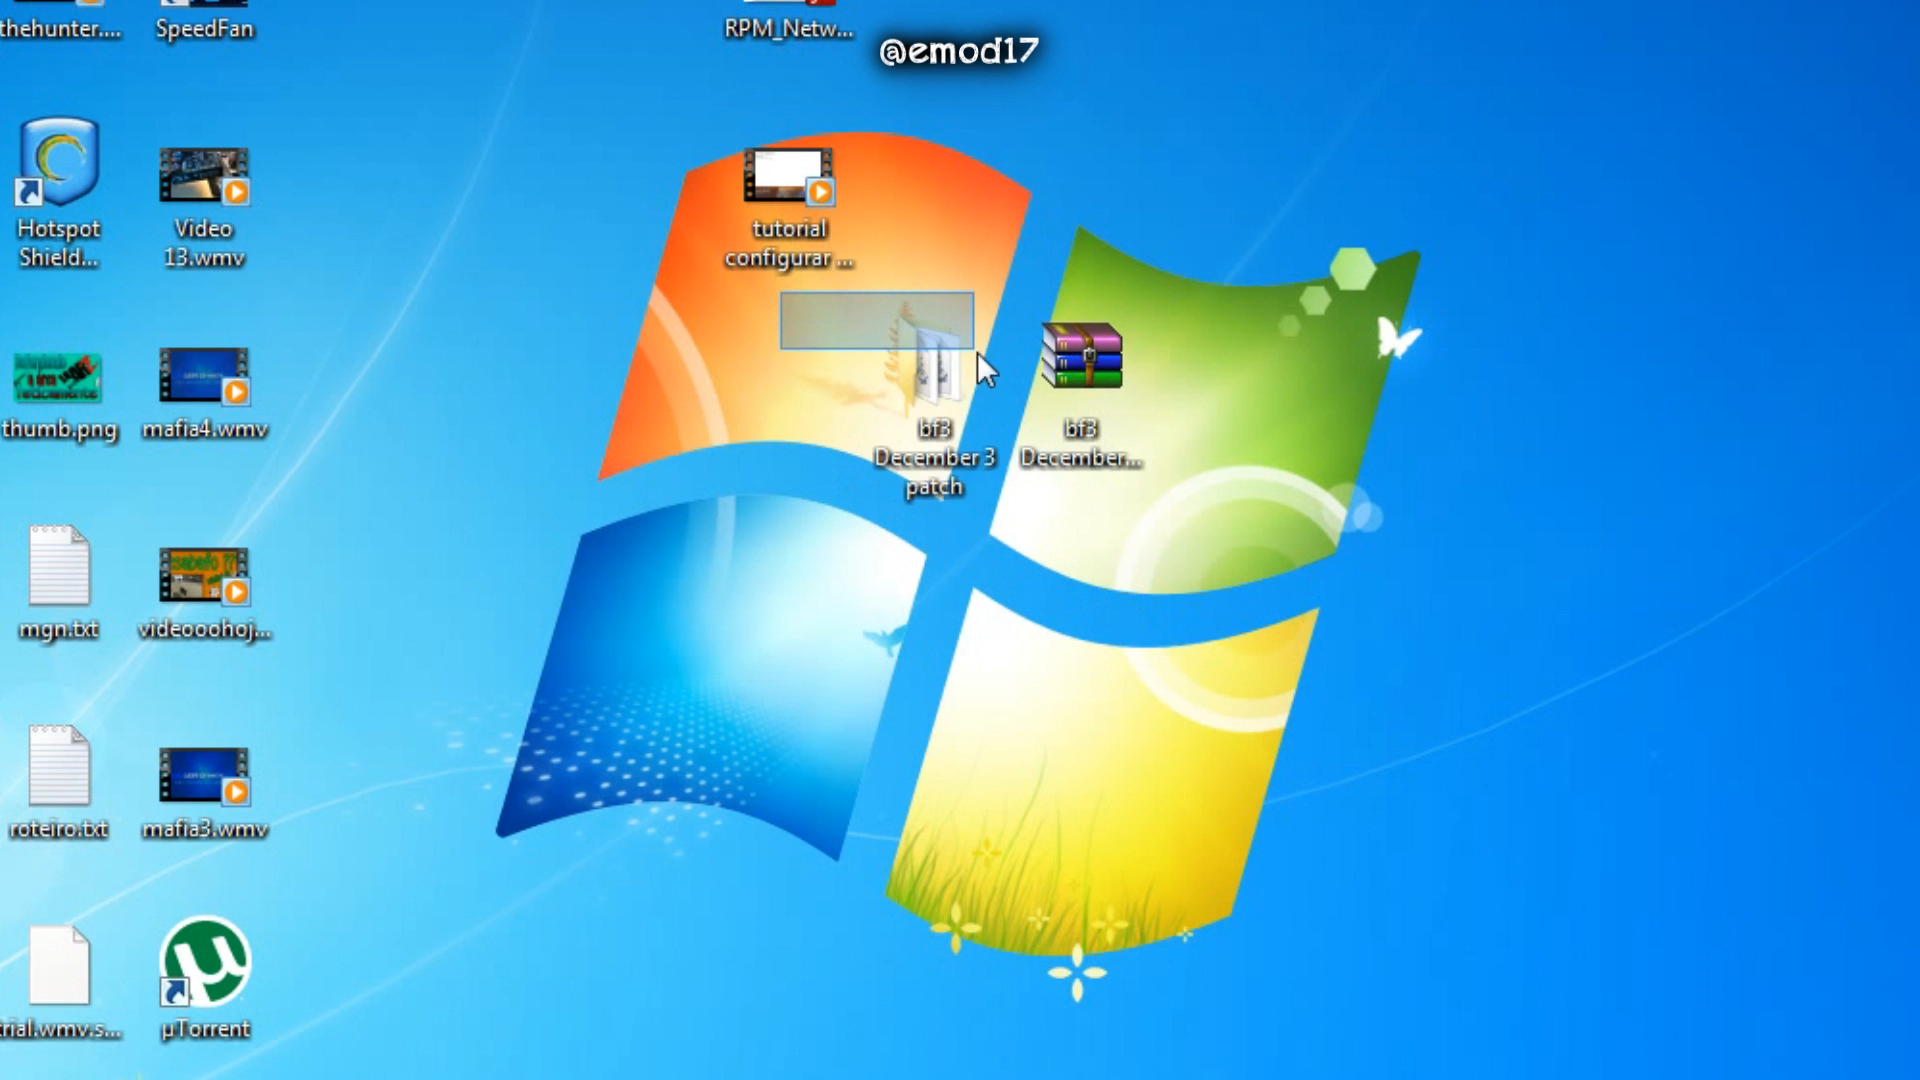 thehunter....
SpeedFan
RPM_Netw...
@emod17
Hotspot
Shield...
Video
13.wmv
tutorial
configurar ...
thumb.png
mafia4.wmv
bf3
December 3
patch
bf3
December...
mgn.txt
videooohoj...
roteiro.txt
mafia3.wmv
trial.wmv.s...
µTorrent